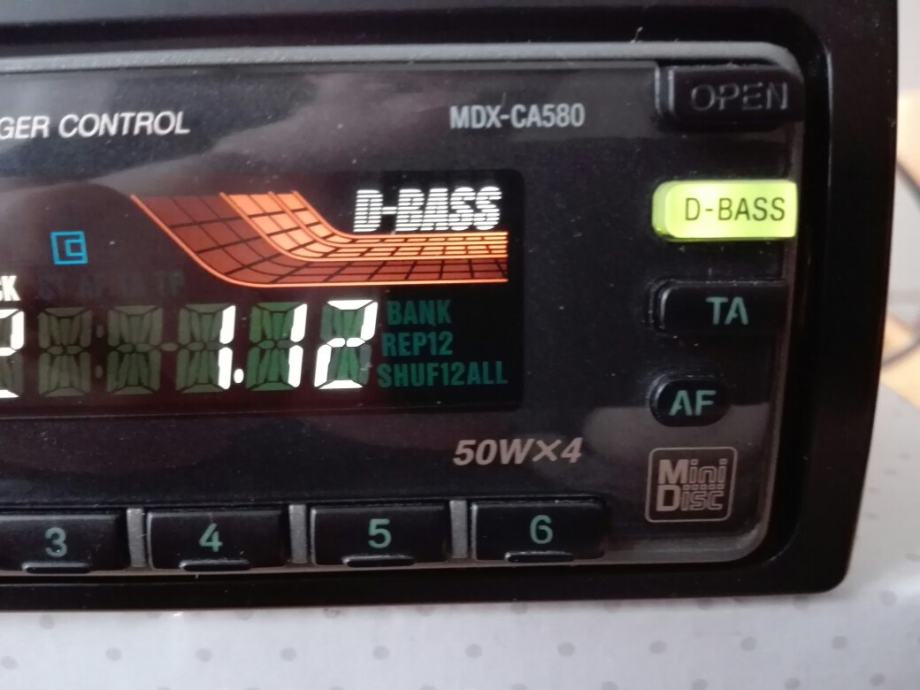 OPEN
GER CONTROL
MDX-CA580
D-BASS
D-BASS
TA
1.12
BANK
REP12
SHUF12ALL
AF
50W×4
Mini
Disc
3
4
5
6